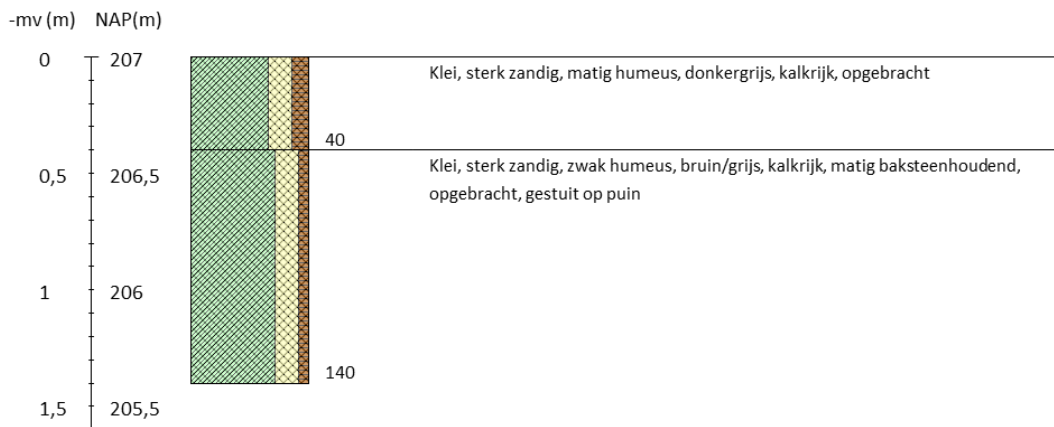 -mv (m) NAP(m)
0 207
Klei, sterk zandig, matig humeus, donkergrijs, kalkrijk, opgebracht
40
0,5 206,5
Klei, sterk zandig, zwak humeus, bruin/grijs, kalkrijk, matig baksteenhoudend,
opgebracht, gestuit op puin
1 206
140
1,5 205,5